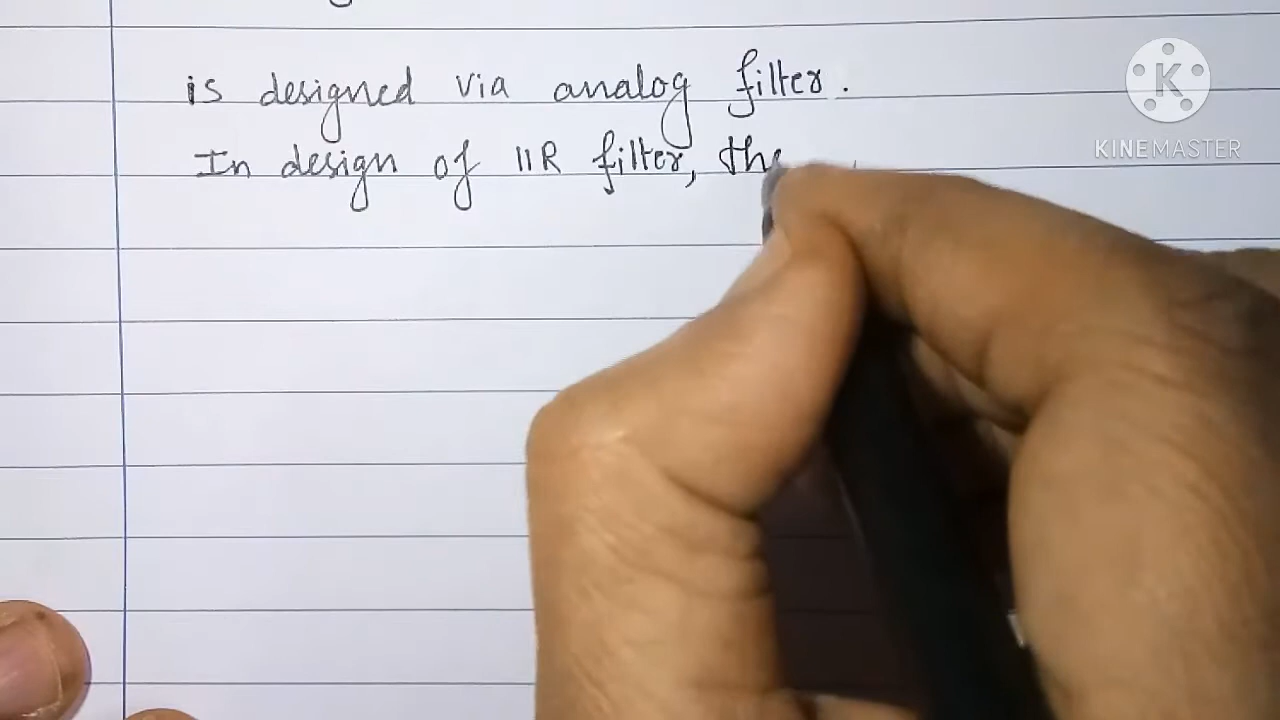 is designed via analog filter.
In design of IIR filter, the
K
KINEMASTER